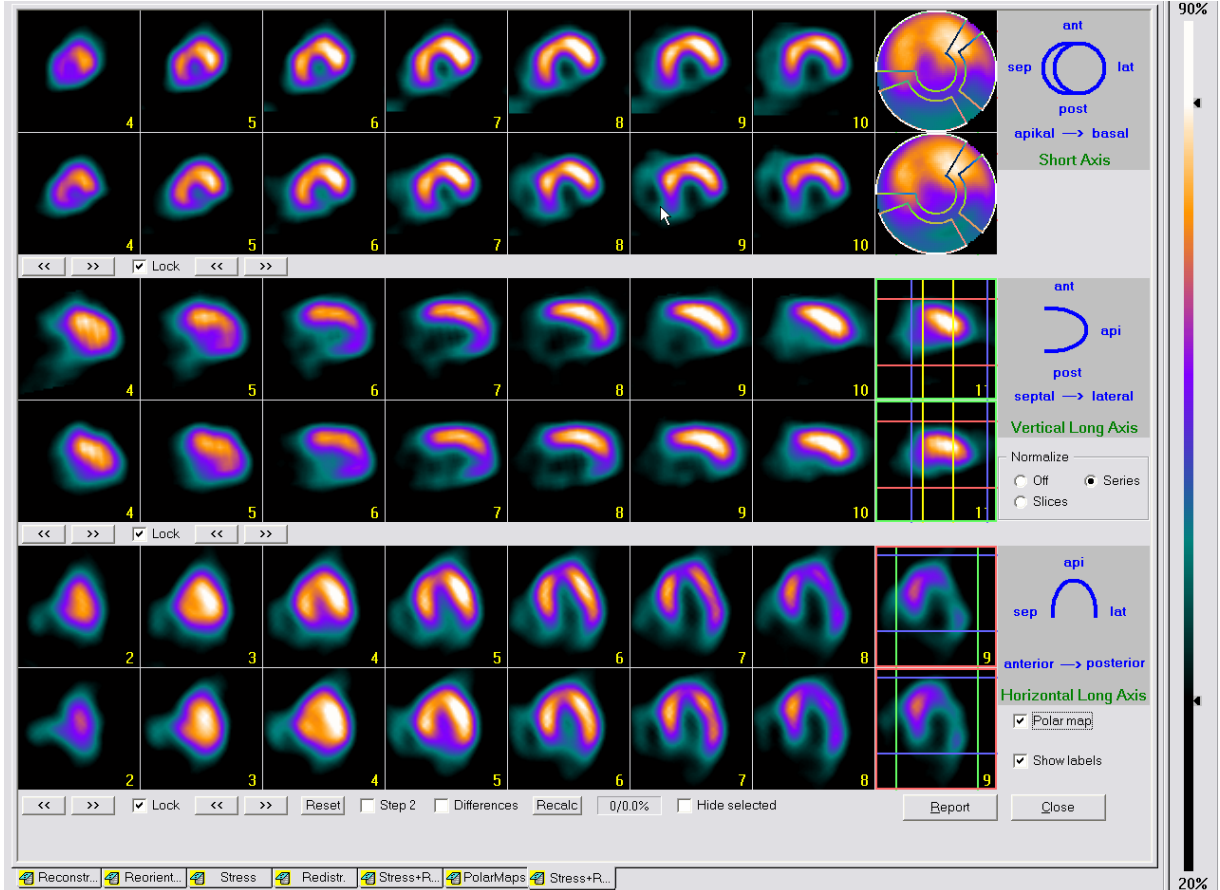 90%
4 5 6 7 8 9 10
ant
sep lat
post
apikal —> basal
Short Axis
4 5 6 7 8 9 10
<< >> Lock << >>
4 5 6 7 8 9 10 11
ant
api
post
septal —> lateral
Vertical Long Axis
4 5 6 7 8 9 10 11
Normalize
Off Series
Slices
<< >> Lock << >>
2 3 4 5 6 7 8 9
api
sep lat
anterior —> posterior
Horizontal Long Axis
2 3 4 5 6 7 8 9
Polar map
Show labels
<< >> Lock << >> Reset Step 2 Differences Recalc 0/0.0% Hide selected Report Close
Reconstr... Reorient... Stress Redistr. Stress+R... PolarMaps Stress+R...
20%